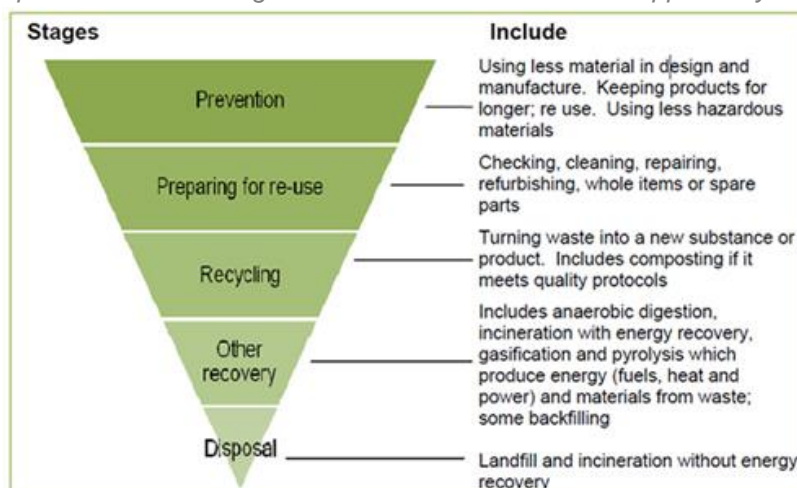 Stages
Include
Prevention
Using less material in design and
manufacture. Keeping products for
longer; re use. Using less hazardous
materials
Preparing for re-use
Checking, cleaning, repairing,
refurbishing, whole items or spare
parts
Recycling
Turning waste into a new substance or
product. Includes composting if it
meets quality protocols
Other
recovery
Includes anaerobic digestion,
incineration with energy recovery,
gasification and pyrolysis which
produce energy (fuels, heat and
power) and materials from waste;
some backfilling
Disposal
Landfill and incineration without energy
recovery